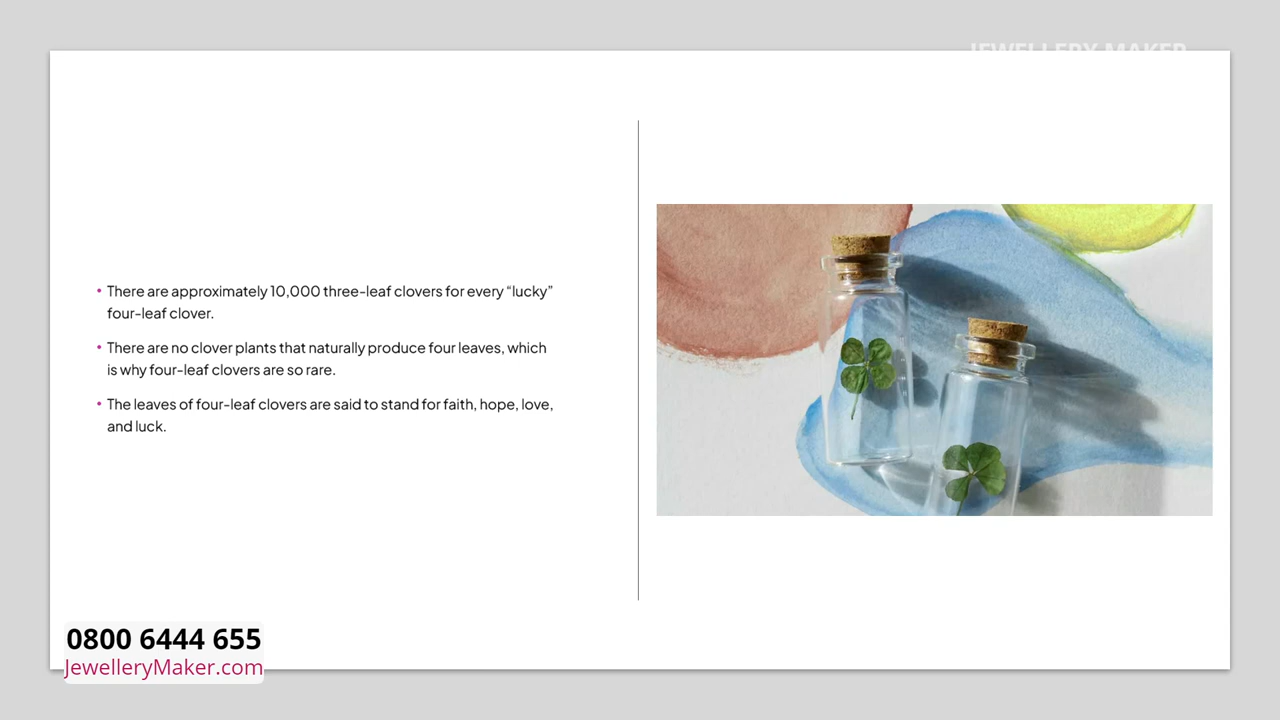 JEWELLERY MAKER
• There are approximately 10,000 three-leaf clovers for every “lucky”
four-leaf clover.
• There are no clover plants that naturally produce four leaves, which
is why four-leaf clovers are so rare.
• The leaves of four-leaf clovers are said to stand for faith, hope, love,
and luck.
0800 6444 655
JewelleryMaker.com